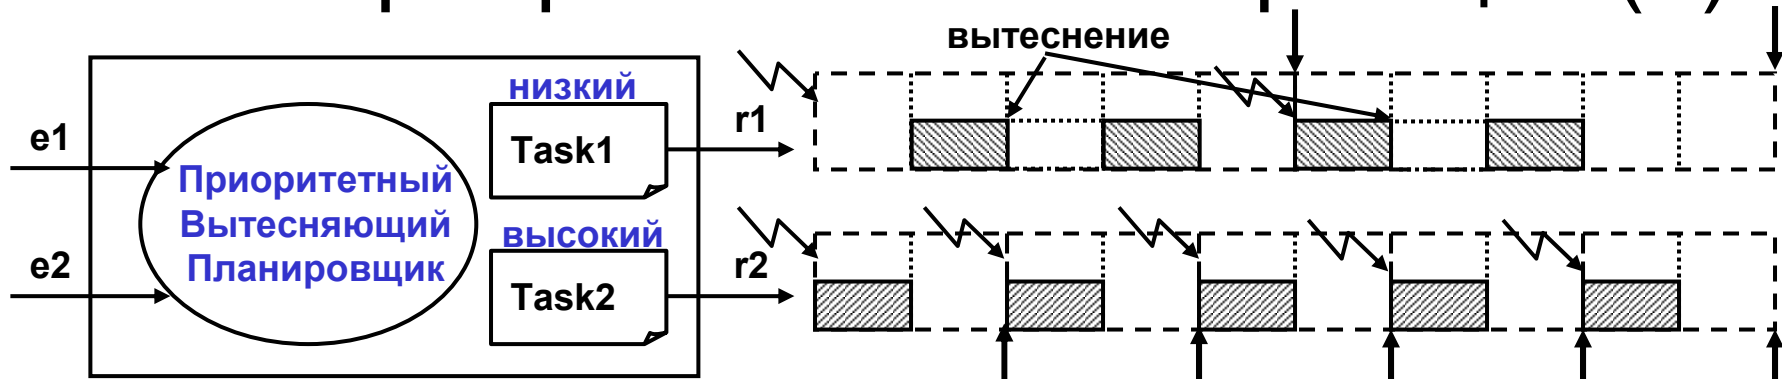 вытеснение
низкий
e1
Task1
r1
Приоритетный
Вытесняющий
Планировщик
высокий
e2
Task2
r2